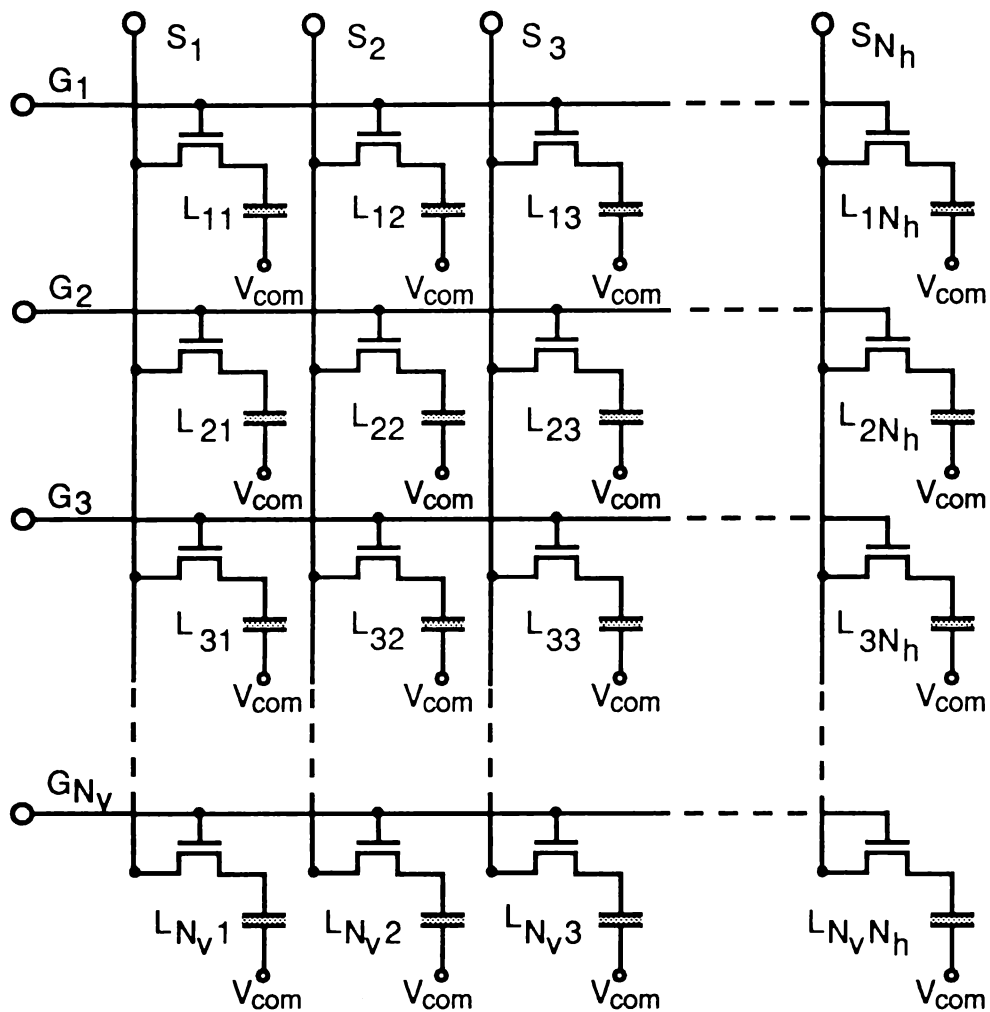 S1 S2 S3 SNh
G1
L11 L12 L13 L1Nh
Vcom Vcom Vcom Vcom
G2
L21 L22 L23 L2Nh
Vcom Vcom Vcom Vcom
G3
L31 L32 L33 L3Nh
Vcom Vcom Vcom Vcom
GNv
LNv1 LNv2 LNv3 LNvNh
Vcom Vcom Vcom Vcom